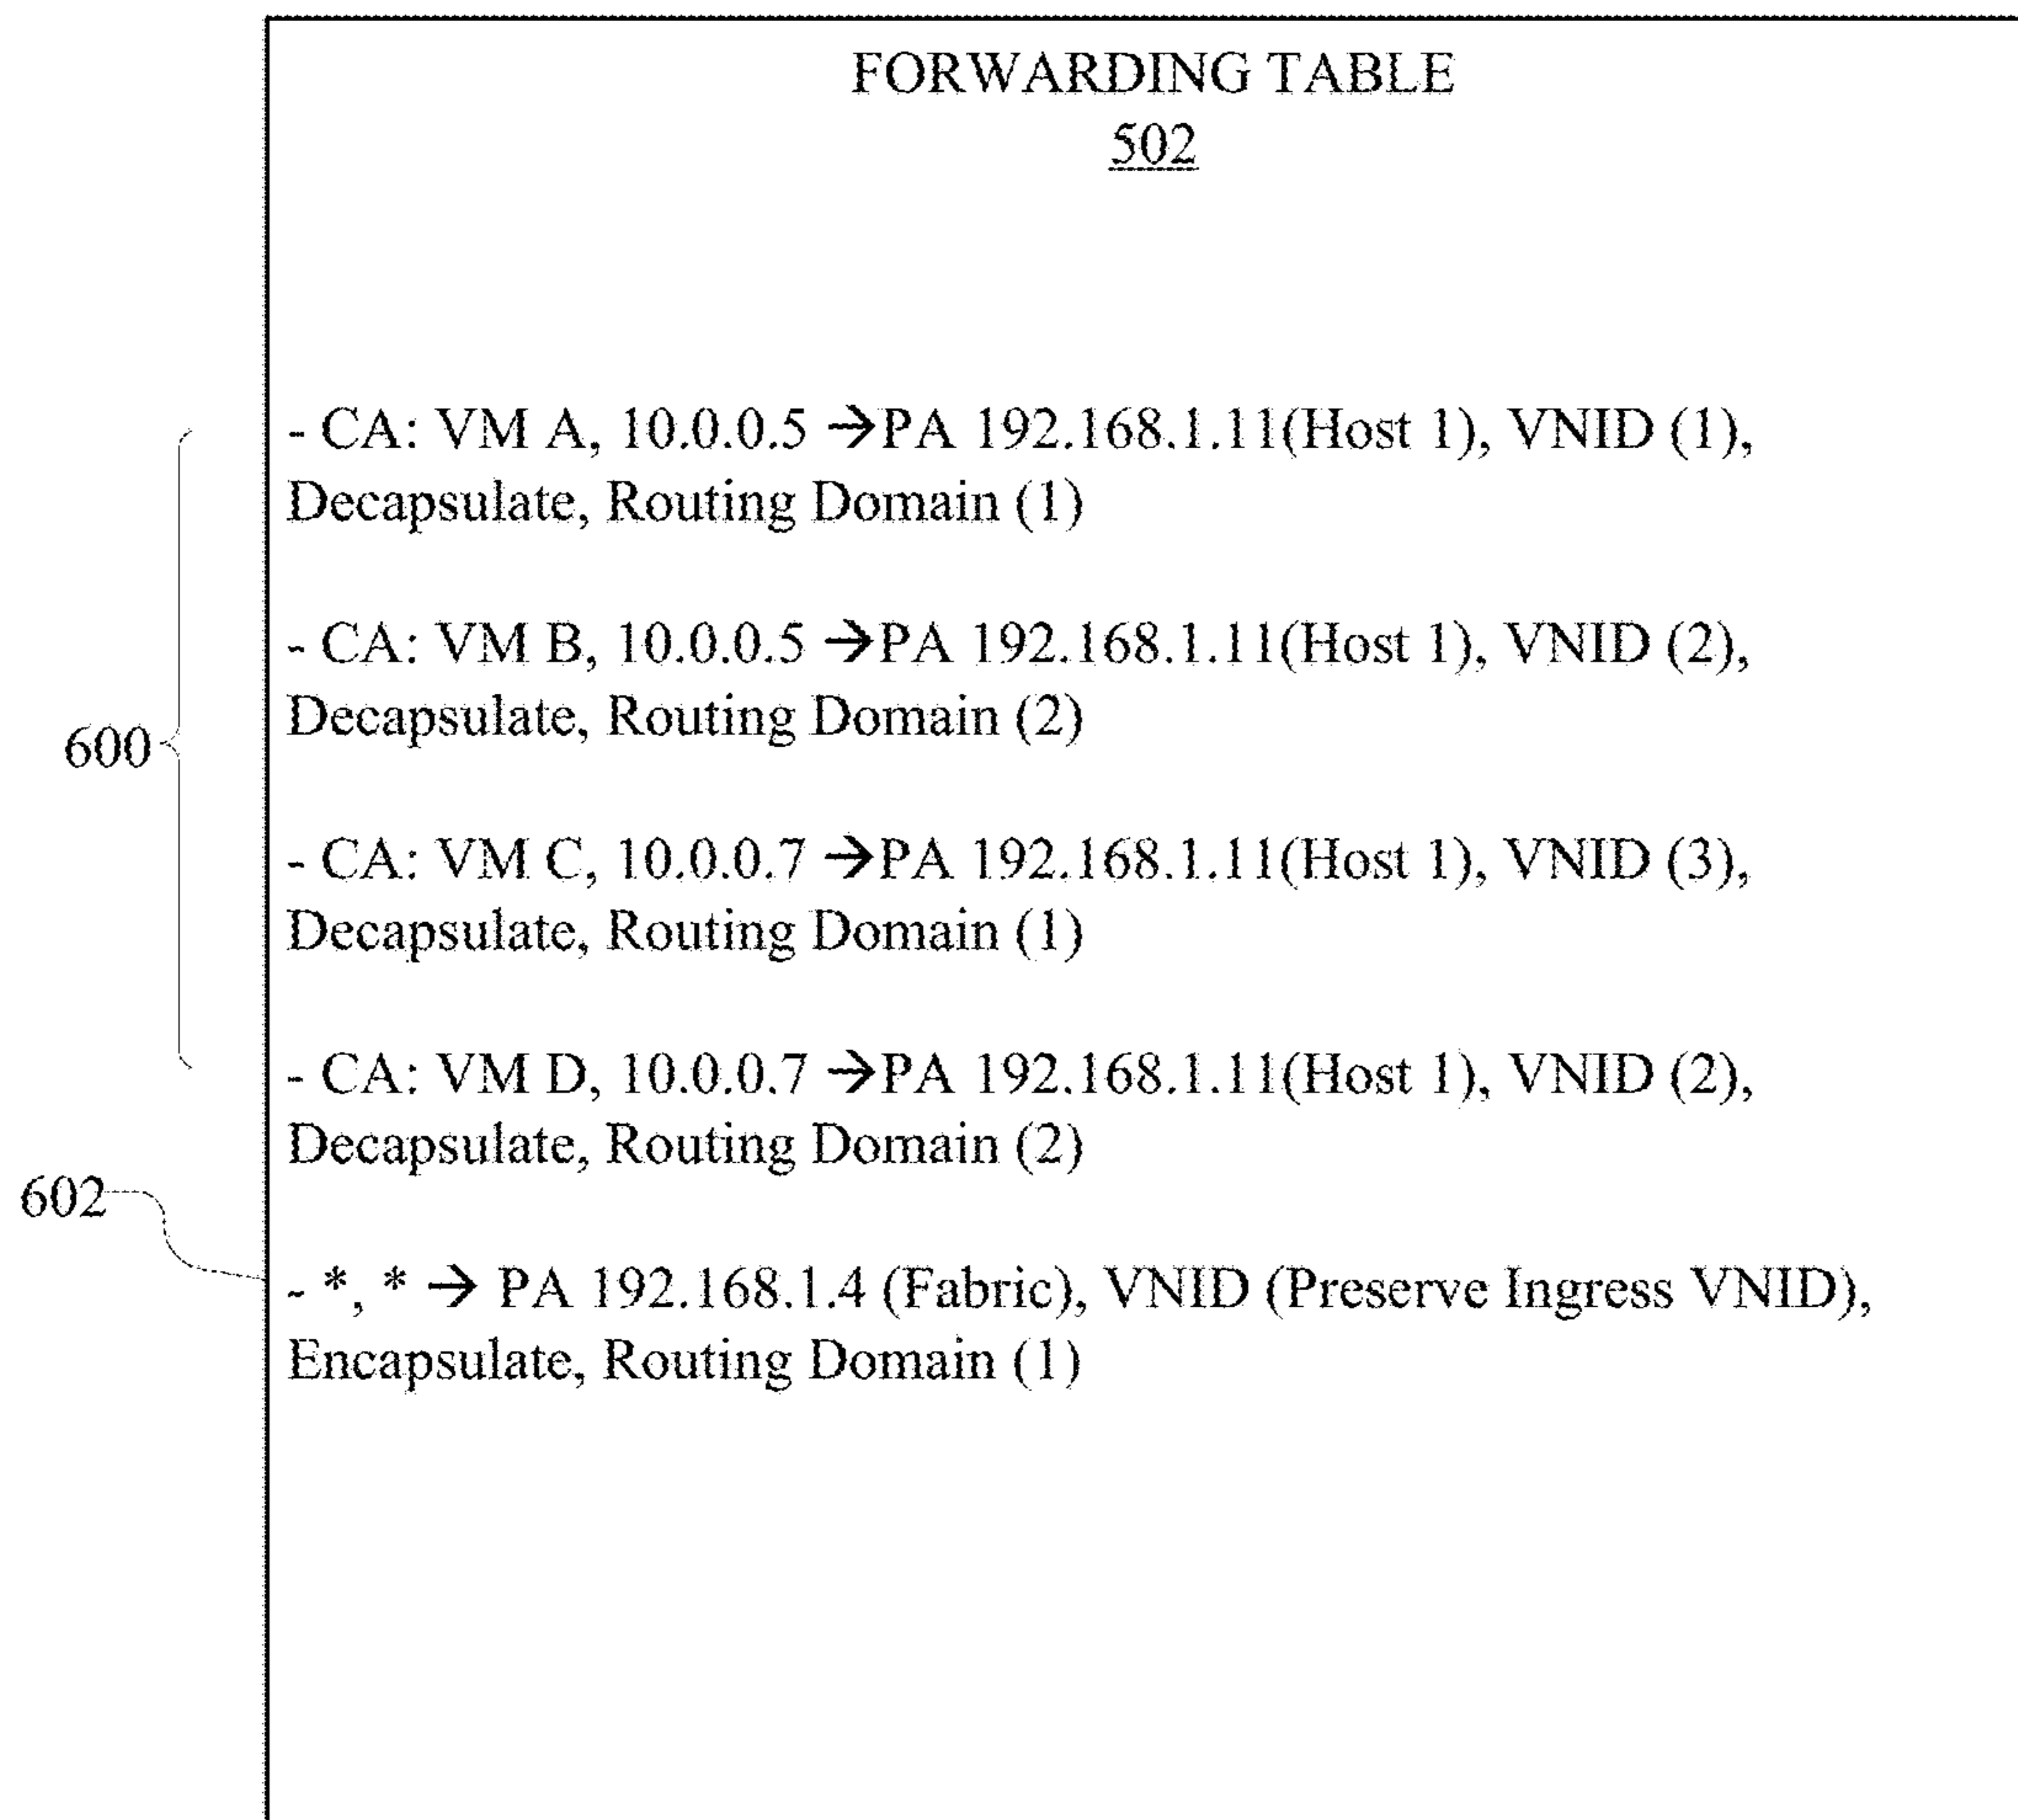 FORWARDING TABLE
502
- CA: VM A, 10.0.0.5 →PA 192.168.1.11(Host 1), VNID (1),
Decapsulate, Routing Domain (1)
- CA: VM B, 10.0.0.5 →PA 192.168.1.11(Host 1), VNID (2),
Decapsulate, Routing Domain (2)
600
- CA: VM C, 10.0.0.7 →PA 192.168.1.11(Host 1), VNID (3),
Decapsulate, Routing Domain (1)
- CA: VM D, 10.0.0.7 →PA 192.168.1.11(Host 1), VNID (2),
Decapsulate, Routing Domain (2)
602
- *, * → PA 192.168.1.4 (Fabric), VNID (Preserve Ingress VNID),
Encapsulate, Routing Domain (1)